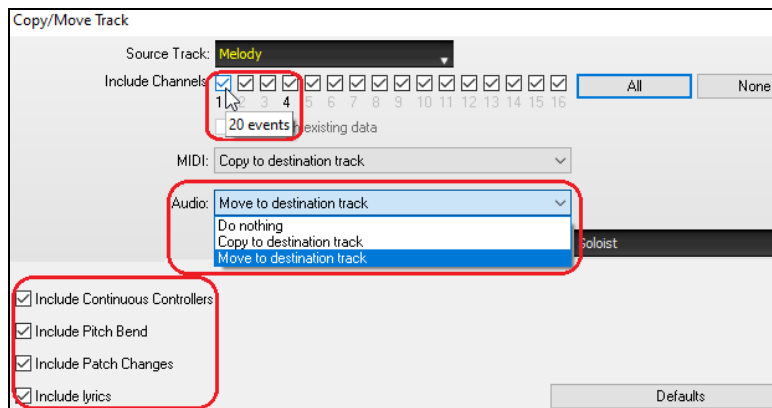 Copy/Move Track
Source Track: Melody
Include Channels
1 2 3 4 5 6 7 8 9 10 11 12 13 14 15 16
All
None
20 events
existing data
MIDI: Copy to destination track
Audio: Move to destination track
Do nothing
Copy to destination track
Move to destination track
Soloist
Include Continuous Controllers
Include Pitch Bend
Include Patch Changes
Include lyrics
Defaults